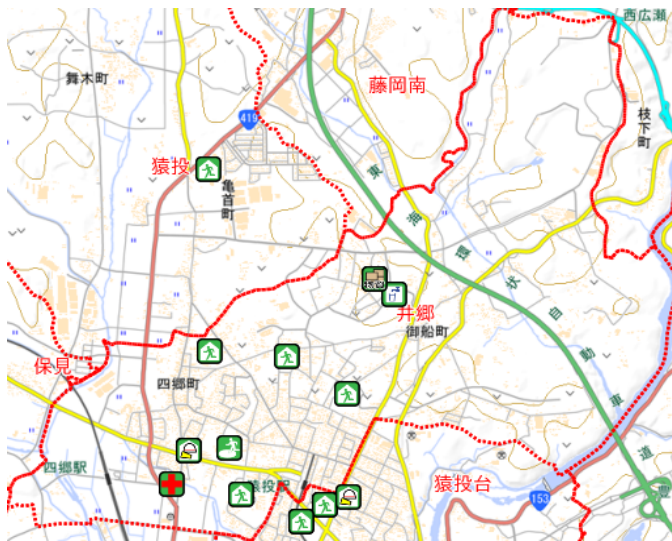 西広瀬
藤岡南
舞木町
枝下町
419
猿投
亀首町
東海環状自動車道
井郷
御船町
保見
四郷町
四郷駅
猿投駅
猿投台
153